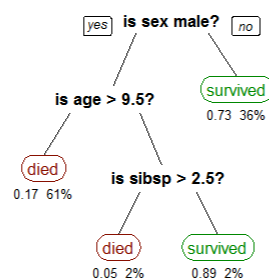 yes is sex male? no
is age > 9.5?
survived
0.73 36%
died
0.17 61%
is sibsp > 2.5?
died survived
0.05 2% 0.89 2%